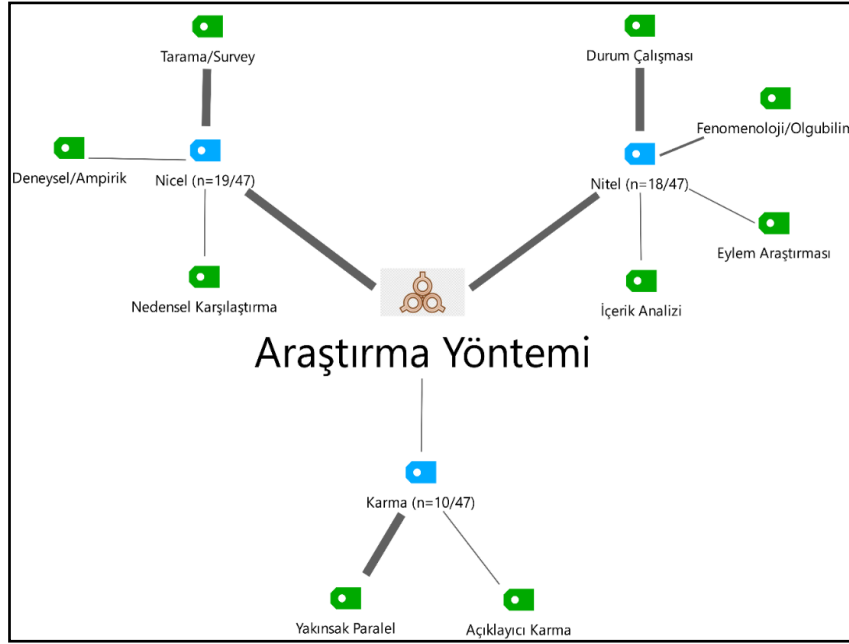 Tarama/Survey
Durum Çalışması
Fenomenoloji/Olgubilim
Deneysel/Ampirik
Nicel (n=19/47)
Nitel (n=18/47)
Eylem Araştırması
Nedensel Karşılaştırma
İçerik Analizi
Araştırma Yöntemi
Karma (n=10/47)
Yakınsak Paralel
Açıklayıcı Karma